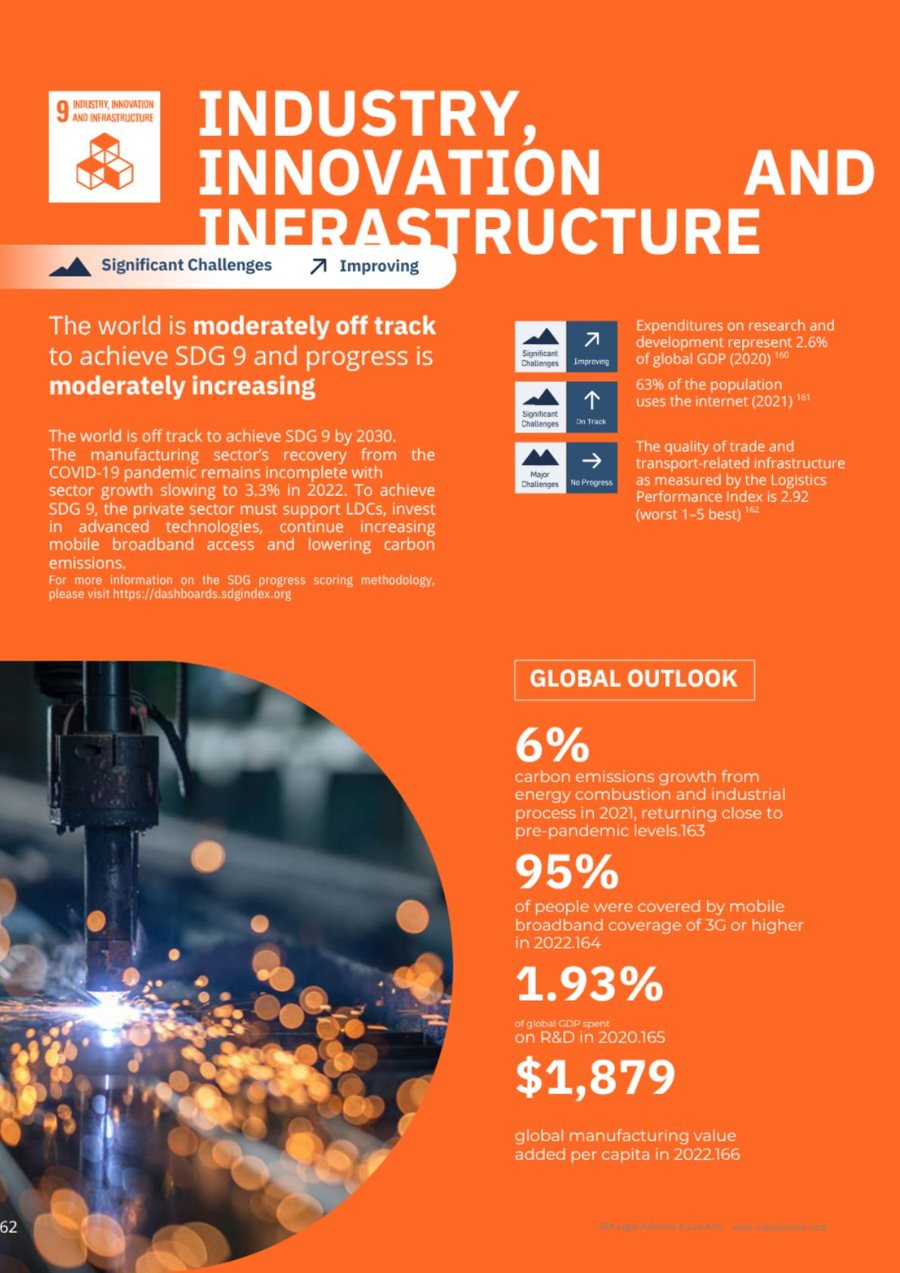 9 INDUSTRY, INNOVATION
AND INFRASTRUCTURE
INDUSTRY,
INNOVATION AND
INFRASTRUCTURE
Significant Challenges Improving
The world is moderately off track
to achieve SDG 9 and progress is
moderately increasing
The world is off track to achieve SDG 9 by 2030.
The manufacturing sector's recovery from the
COVID-19 pandemic remains incomplete with
sector growth slowing to 3.3% in 2022. To achieve
SDG 9, the private sector must support LDCs, invest
in advanced technologies, continue increasing
mobile broadband access and lowering carbon
emissions.
For more information on the SDG progress scoring methodology,
please visit https://dashboards.sdgindex.org
Significant
Challenges
Improving
Expenditures on research and
development represent 2.6%
of global GDP (2020) 160
Significant
Challenges
On Track
63% of the population
uses the internet (2021) 161
Major
Challenges
No Progress
The quality of trade and
transport-related infrastructure
as measured by the Logistics
Performance Index is 2.92
(worst 1–5 best) 162
GLOBAL OUTLOOK
6%
carbon emissions growth from
energy combustion and industrial
process in 2021, returning close to
pre-pandemic levels.163
95%
of people were covered by mobile
broadband coverage of 3G or higher
in 2022.164
1.93%
of global GDP spent
on R&D in 2020.165
$1,879
global manufacturing value
added per capita in 2022.166
62
Legal Advisors & Law Firm